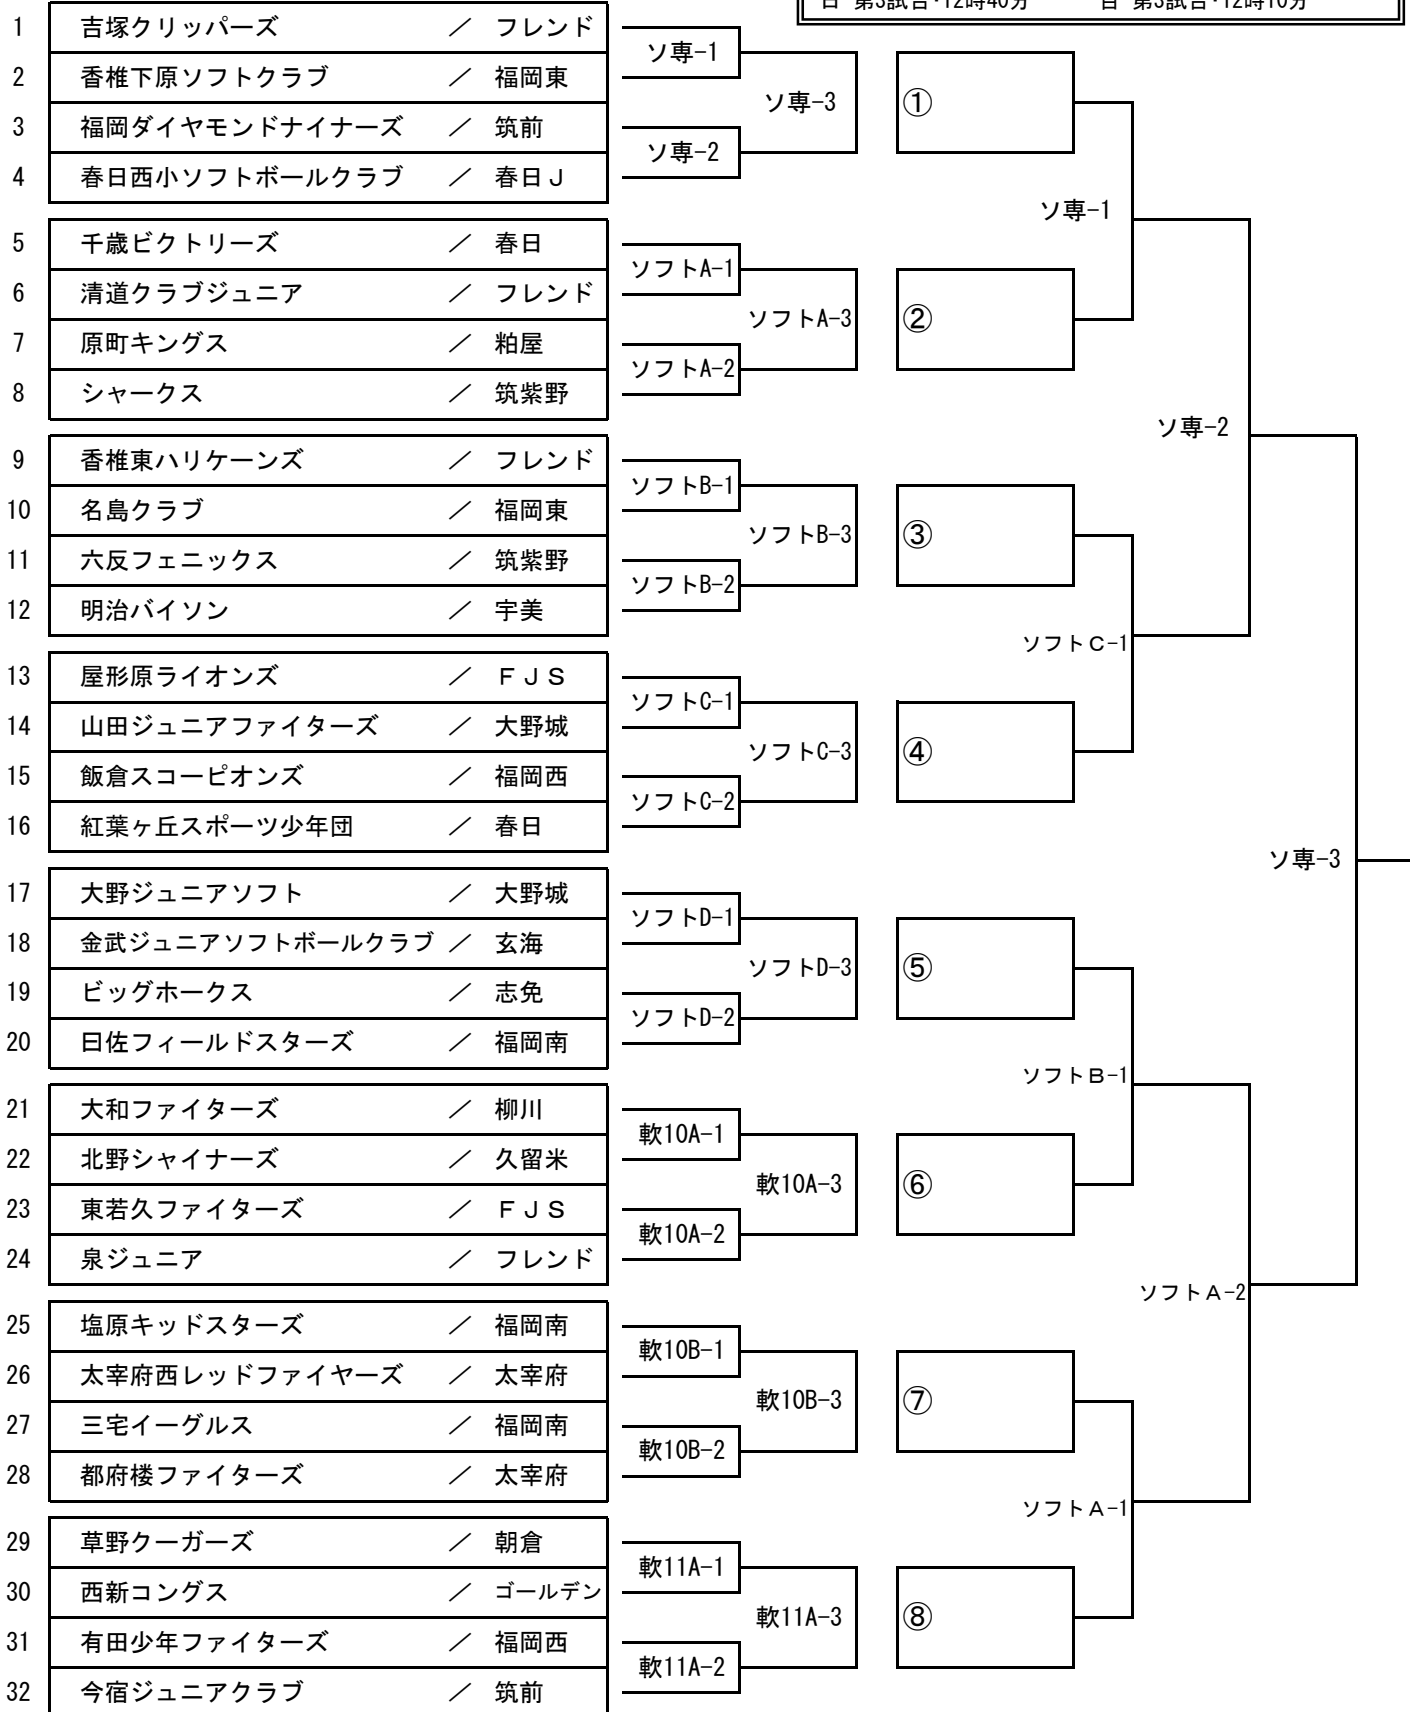 日 第3試合・12時40分 目 第3試合・12時10分
1 吉塚クリッパーズ ／ フレンド
2 香椎下原ソフトクラブ ／ 福岡東
3 福岡ダイヤモンドナイナーズ ／ 筑前
4 春日西小ソフトボールクラブ ／ 春日J
ソ専-1
ソ専-3
ソ専-2
①
ソ専-1
5 千歳ビクトリーズ ／ 春日
6 清道クラブジュニア ／ フレンド
7 原町キングス ／ 粕屋
8 シャークス ／ 筑紫野
ソフトA-1
ソフトA-3
ソフトA-2
②
ソ専-2
9 香椎東ハリケーンズ ／ フレンド
10 名島クラブ ／ 福岡東
11 六反フェニックス ／ 筑紫野
12 明治バイソン ／ 宇美
ソフトB-1
ソフトB-3
ソフトB-2
③
ソフトC-1
13 屋形原ライオンズ ／ FJS
14 山田ジュニアファイターズ ／ 大野城
15 飯倉スコーピオンズ ／ 福岡西
16 紅葉ヶ丘スポーツ少年団 ／ 春日
ソフトC-1
ソフトC-3
ソフトC-2
④
ソ専-3
17 大野ジュニアソフト ／ 大野城
18 金武ジュニアソフトボールクラブ ／ 玄海
19 ビッグホークス ／ 志免
20 曰佐フィールドスターズ ／ 福岡南
ソフトD-1
ソフトD-3
ソフトD-2
⑤
ソフトB-1
21 大和ファイターズ ／ 柳川
22 北野シャイナーズ ／ 久留米
23 東若久ファイターズ ／ FJS
24 泉ジュニア ／ フレンド
軟10A-1
軟10A-3
軟10A-2
⑥
ソフトA-2
25 塩原キッドスターズ ／ 福岡南
26 太宰府西レッドファイヤーズ ／ 太宰府
27 三宅イーグルス ／ 福岡南
28 都府楼ファイターズ ／ 太宰府
軟10B-1
軟10B-3
軟10B-2
⑦
ソフトA-1
29 草野クーガーズ ／ 朝倉
30 西新コングス ／ ゴールデン
31 有田少年ファイターズ ／ 福岡西
32 今宿ジュニアクラブ ／ 筑前
軟11A-1
軟11A-3
軟11A-2
⑧